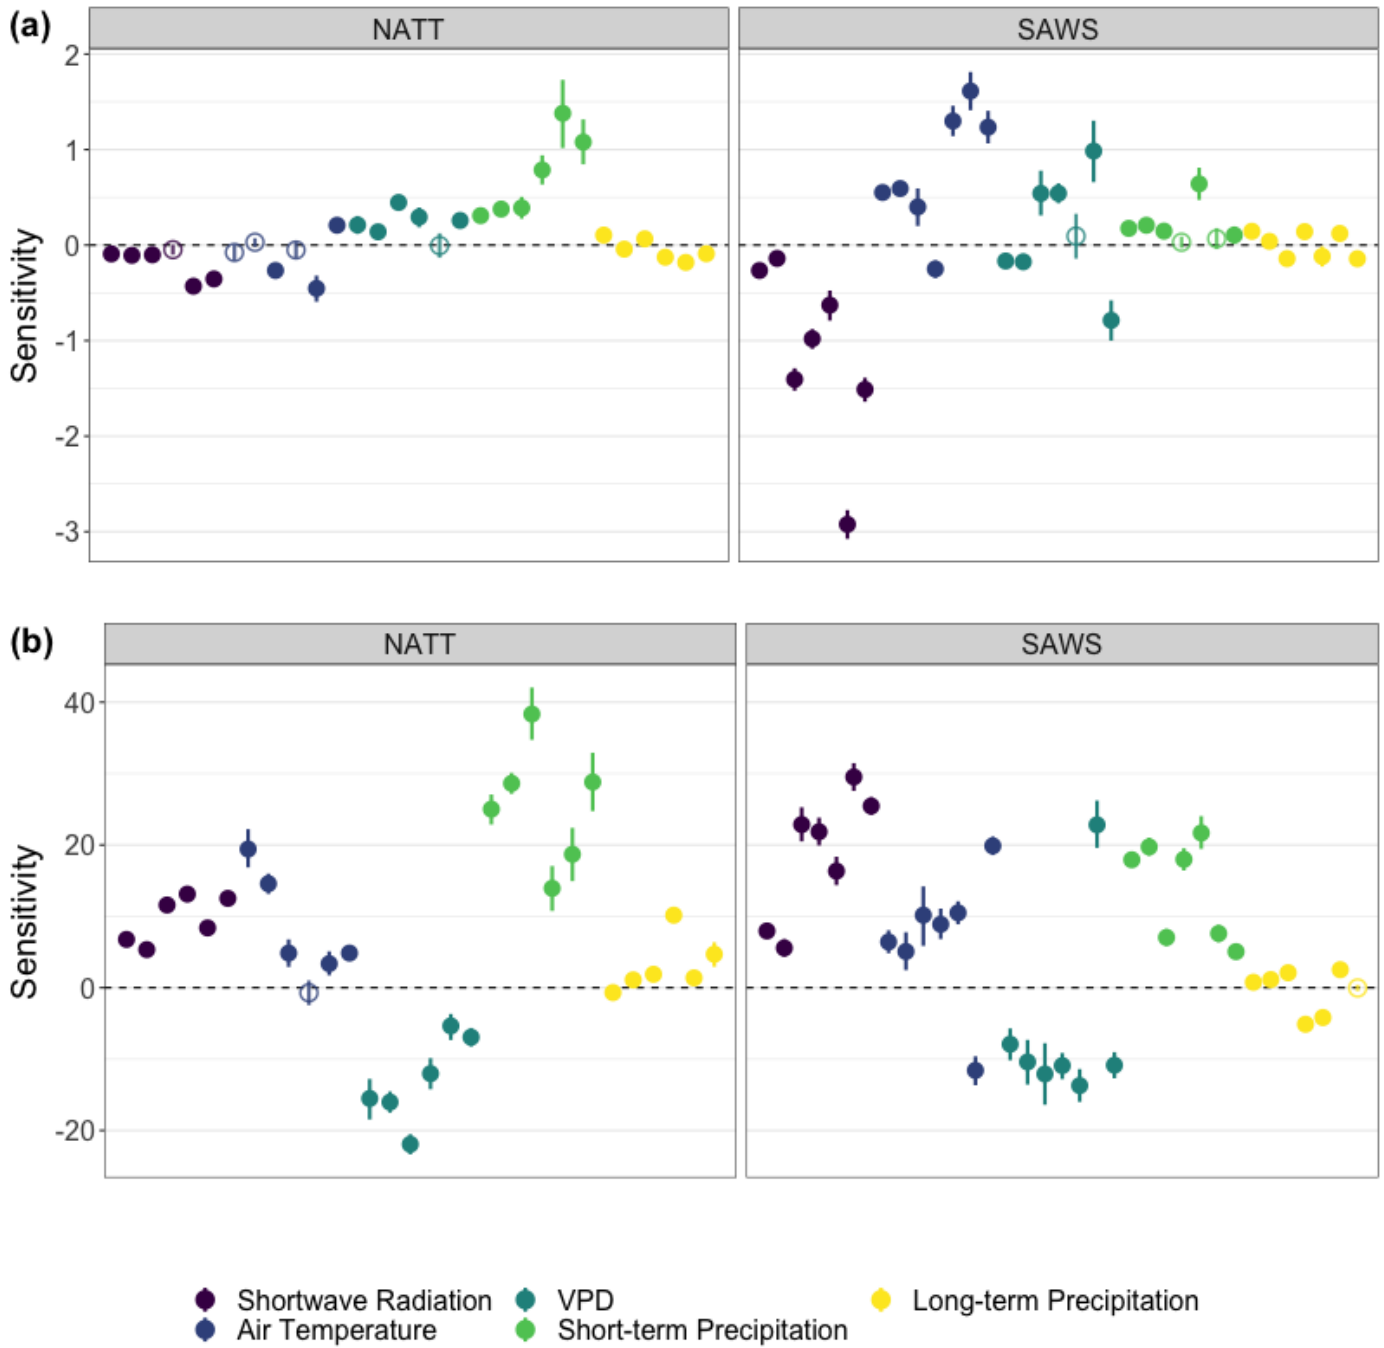 (a)
NATT
SAWS
2
1
0
-1
-2
-3
Sensitivity
(b)
NATT
SAWS
40
20
0
-20
Sensitivity
Shortwave Radiation
VPD
Long-term Precipitation
Air Temperature
Short-term Precipitation